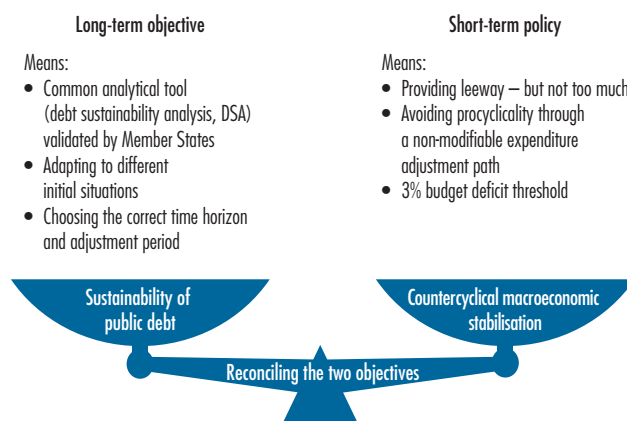 Long-term objective
Means:
• Common analytical tool
(debt sustainability analysis, DSA)
validated by Member States
• Adapting to different
initial situations
• Choosing the correct time horizon
and adjustment period
Sustainability of
public debt
Short-term policy
Means:
• Providing leeway – but not too much
• Avoiding procyclicality through
a non-modifiable expenditure
adjustment path
• 3% budget deficit threshold
Countercyclical macroeconomic
stabilisation
Reconciling the two objectives